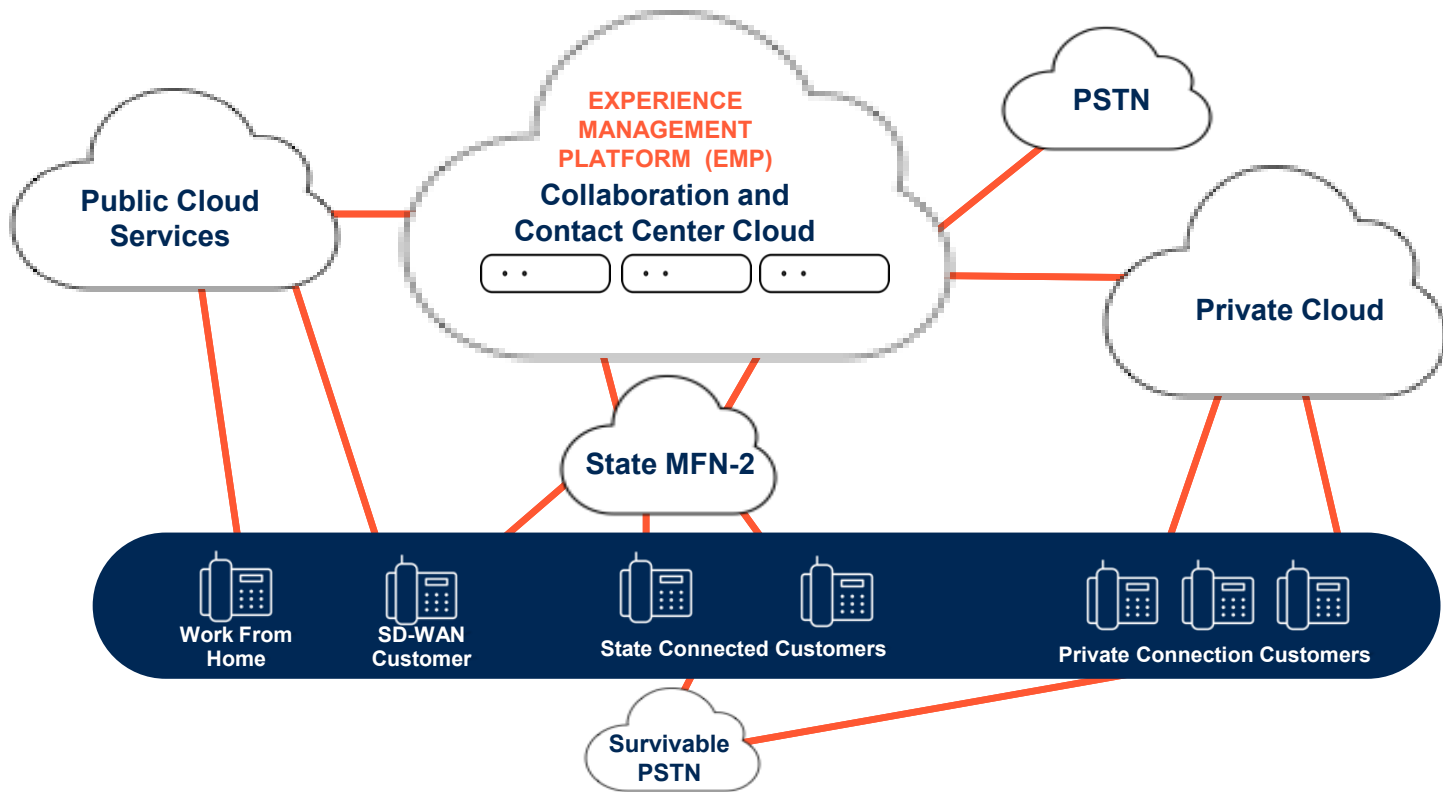 EXPERIENCE
MANAGEMENT
PLATFORM (EMP)
Collaboration and
Contact Center Cloud
PSTN
Public Cloud
Services
Private Cloud
State MFN-2
Work From
Home
SD-WAN
Customer
State Connected Customers
Private Connection Customers
Survivable
PSTN